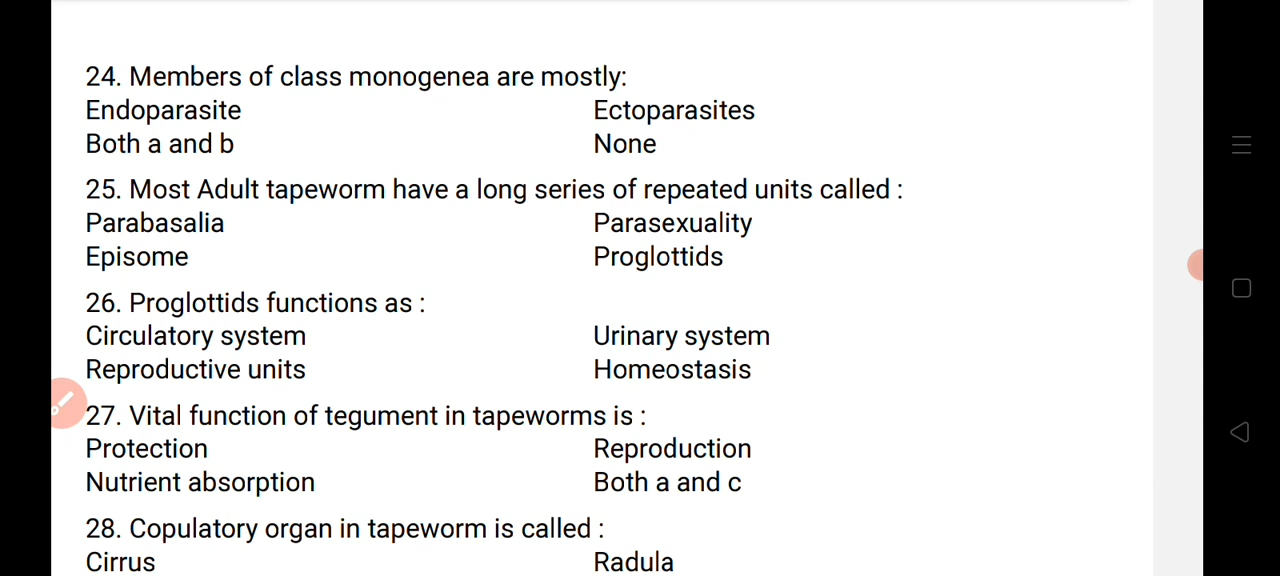 24. Members of class monogenea are mostly:
Endoparasite Ectoparasites
Both a and b None
25. Most Adult tapeworm have a long series of repeated units called :
Parabasalia Parasexuality
Episome Proglottids
26. Proglottids functions as :
Circulatory system Urinary system
Reproductive units Homeostasis
27. Vital function of tegument in tapeworms is :
Protection Reproduction
Nutrient absorption Both a and c
28. Copulatory organ in tapeworm is called :
Cirrus Radula